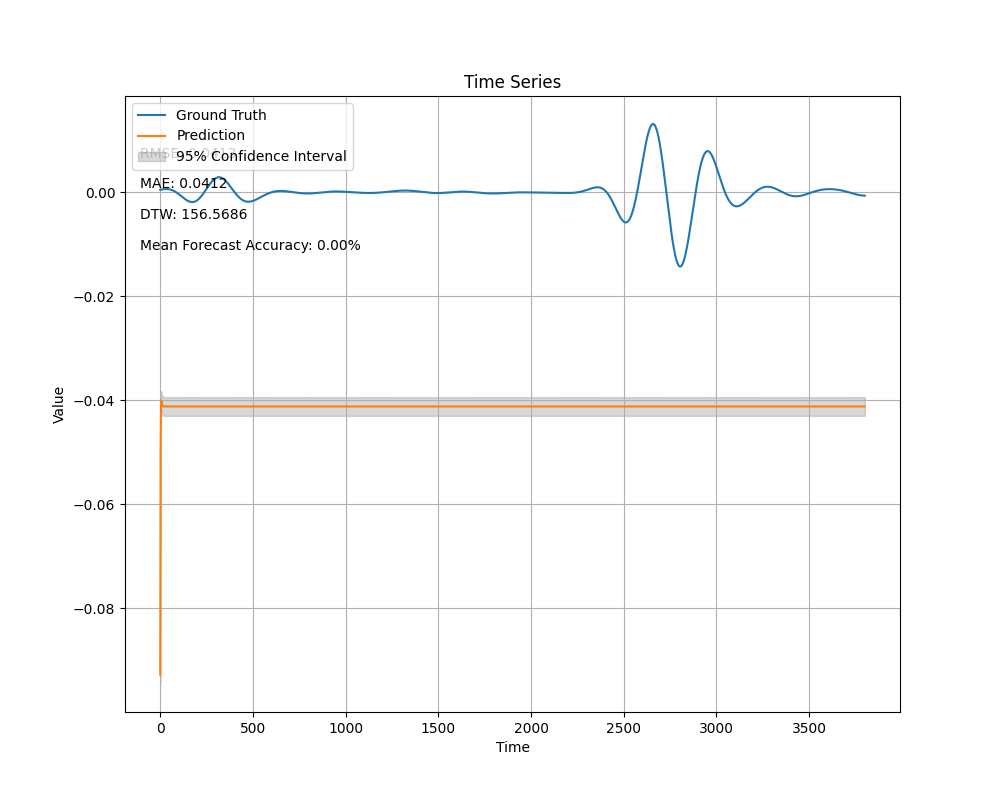 Time Series
Ground Truth
Prediction
95% Confidence Interval
MAE: 0.0412
DTW: 156.5686
Mean Forecast Accuracy: 0.00%
0.00
−0.02
−0.04
−0.06
−0.08
Value
0 500 1000 1500 2000 2500 3000 3500
Time